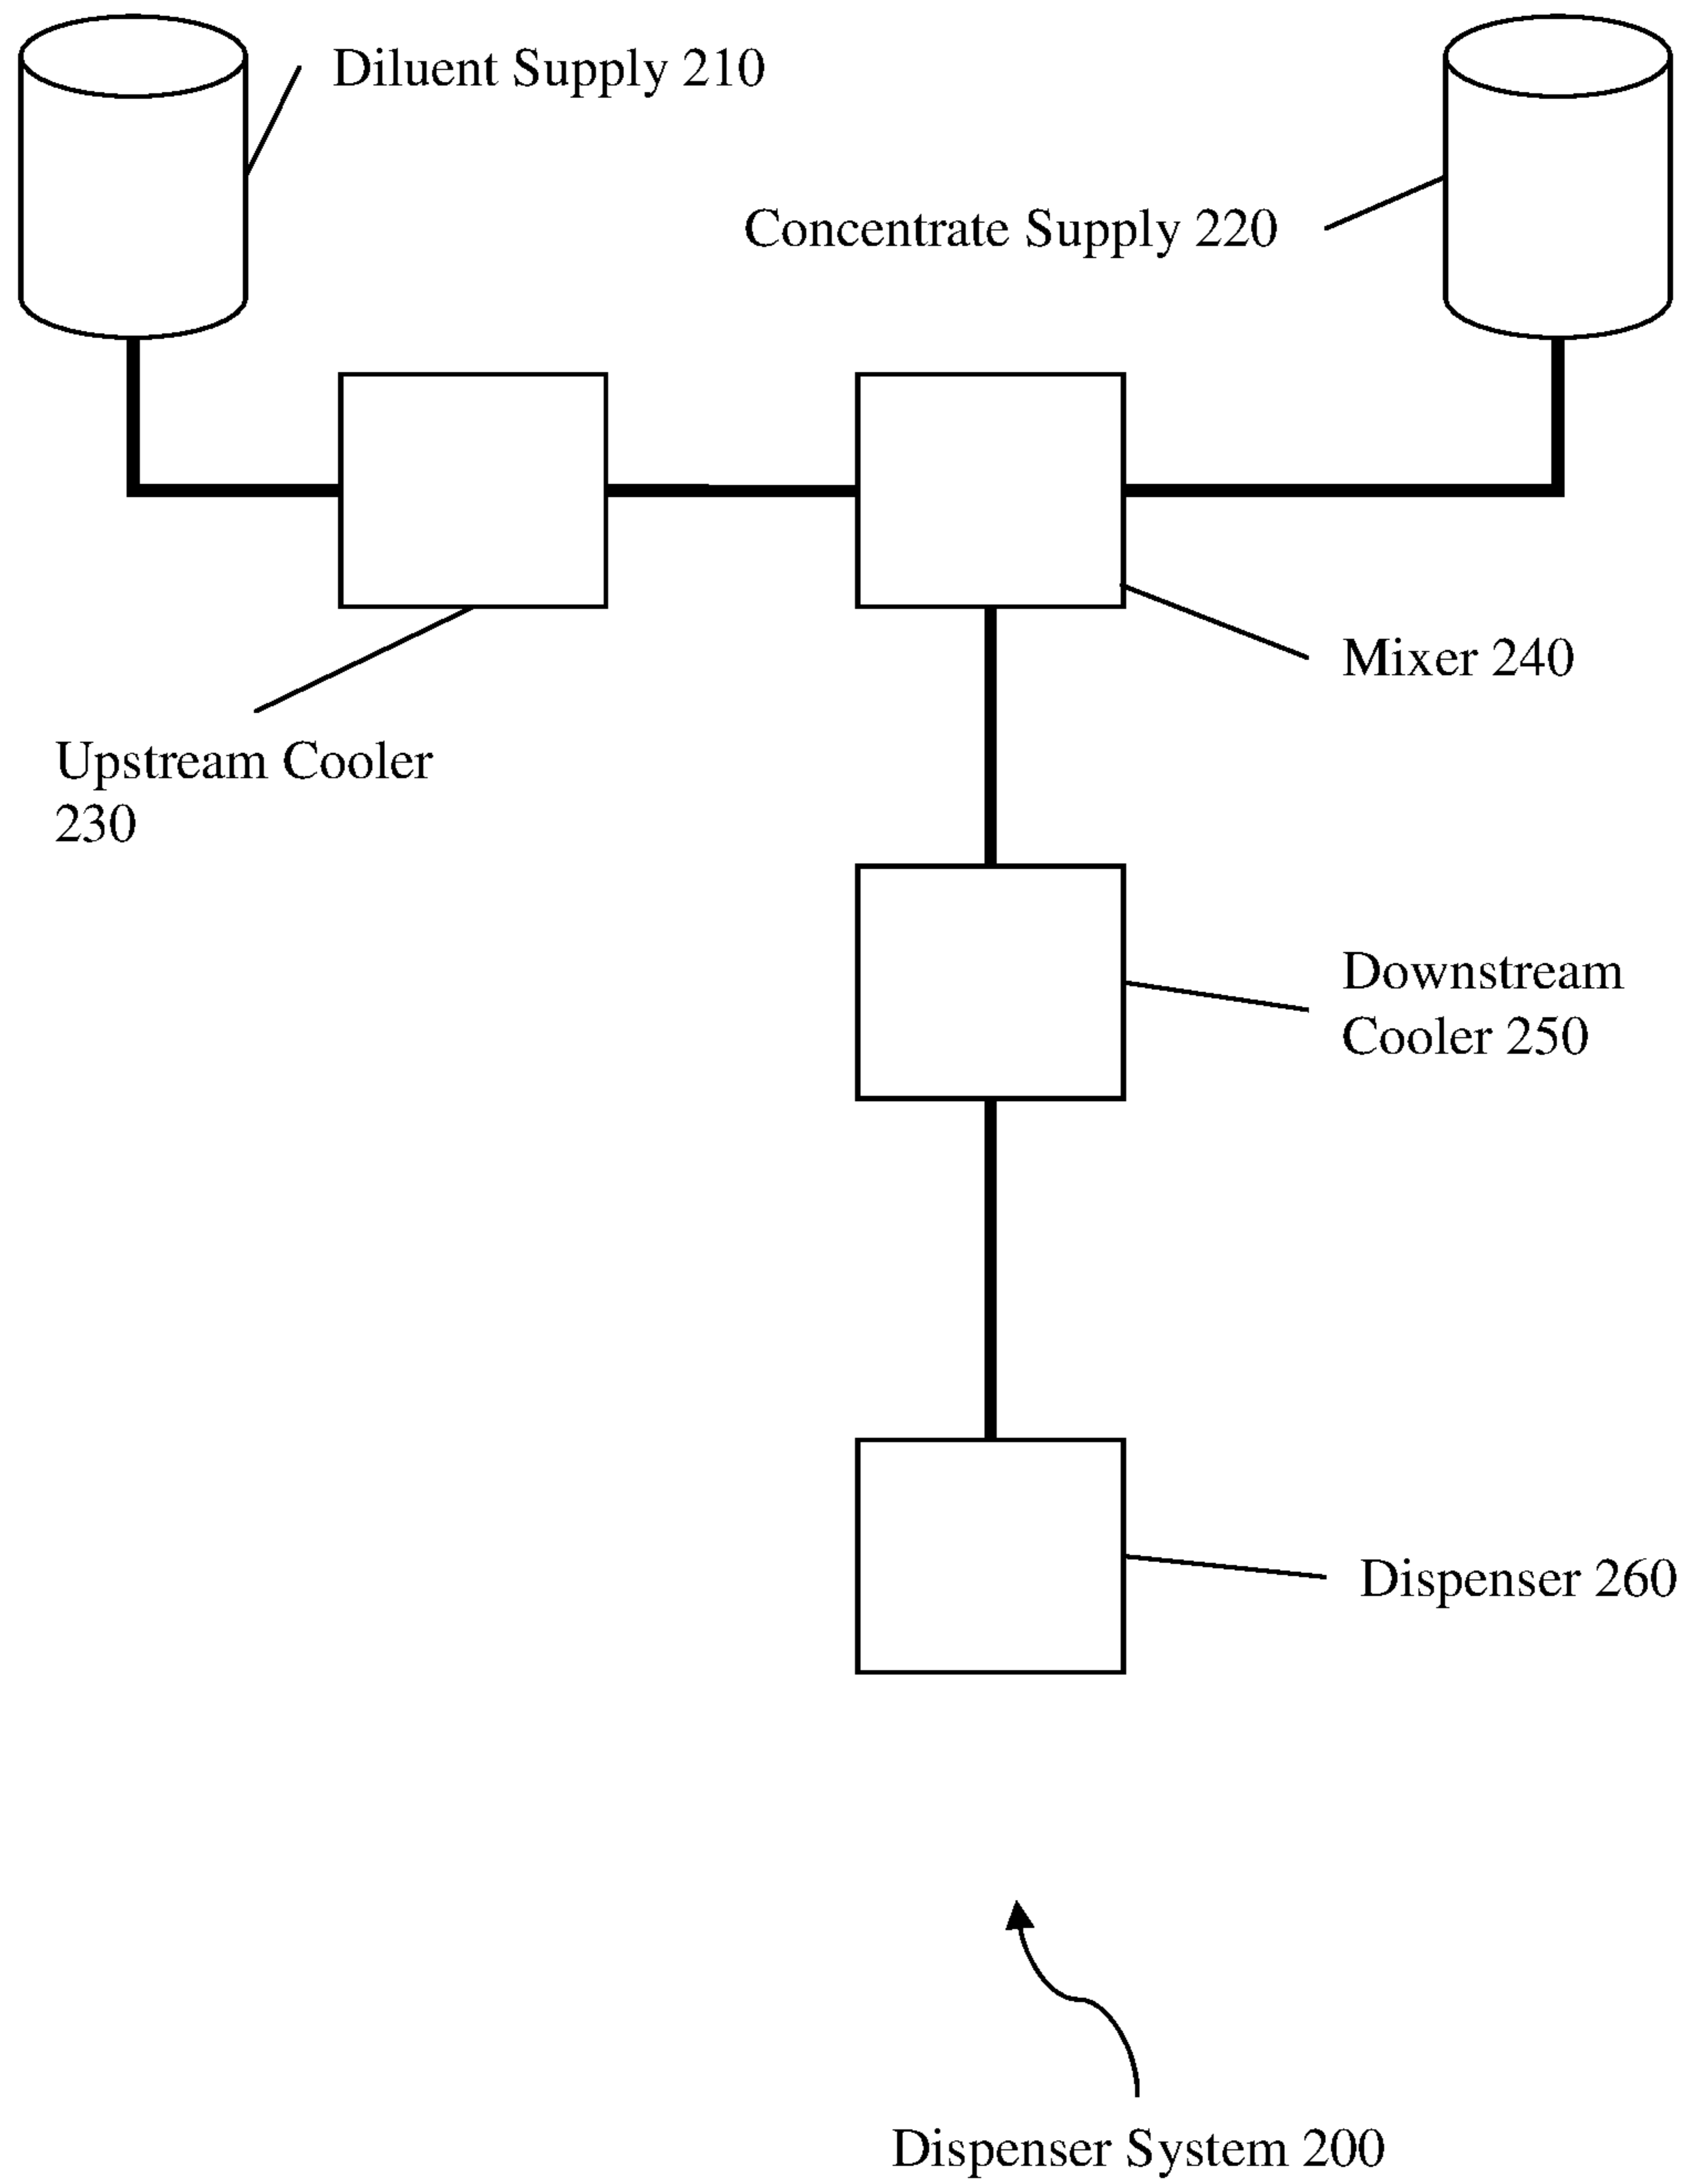 Diluent Supply 210
Concentrate Supply 220
Mixer 240
Upstream Cooler
230
Downstream
Cooler 250
Dispenser 260
Dispenser System 200